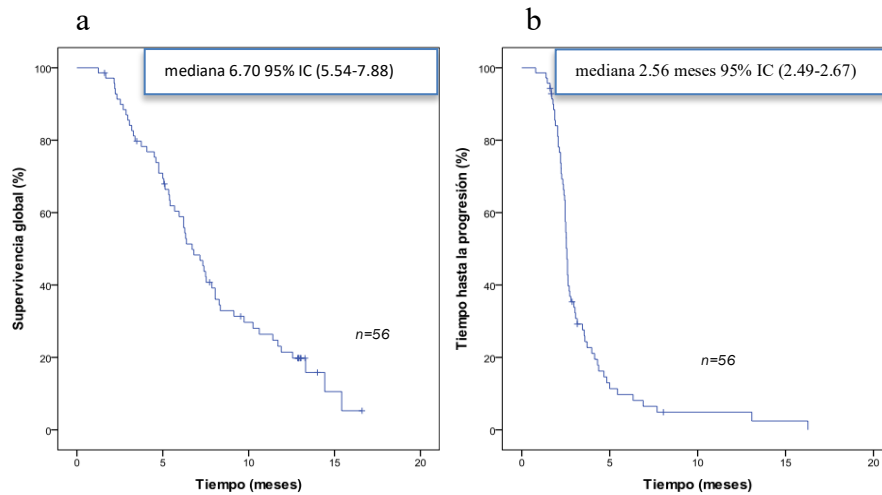 a
mediana 6.70 95% IC (5.54-7.88)
Supervivencia global (%)
100
80
60
40
20
0
n=56
0 5 10 15 20
Tiempo (meses)
b
mediana 2.56 meses 95% IC (2.49-2.67)
Tiempo hasta la progresión (%)
100
80
60
40
20
0
n=56
0 5 10 15 20
Tiempo (meses)